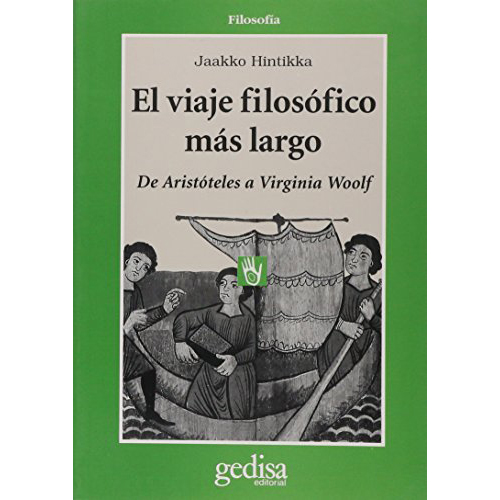 Filosofía
Jaakko Hintikka
El viaje filosófico
más largo
De Aristóteles a Virginia Woolf
gedisa
editorial